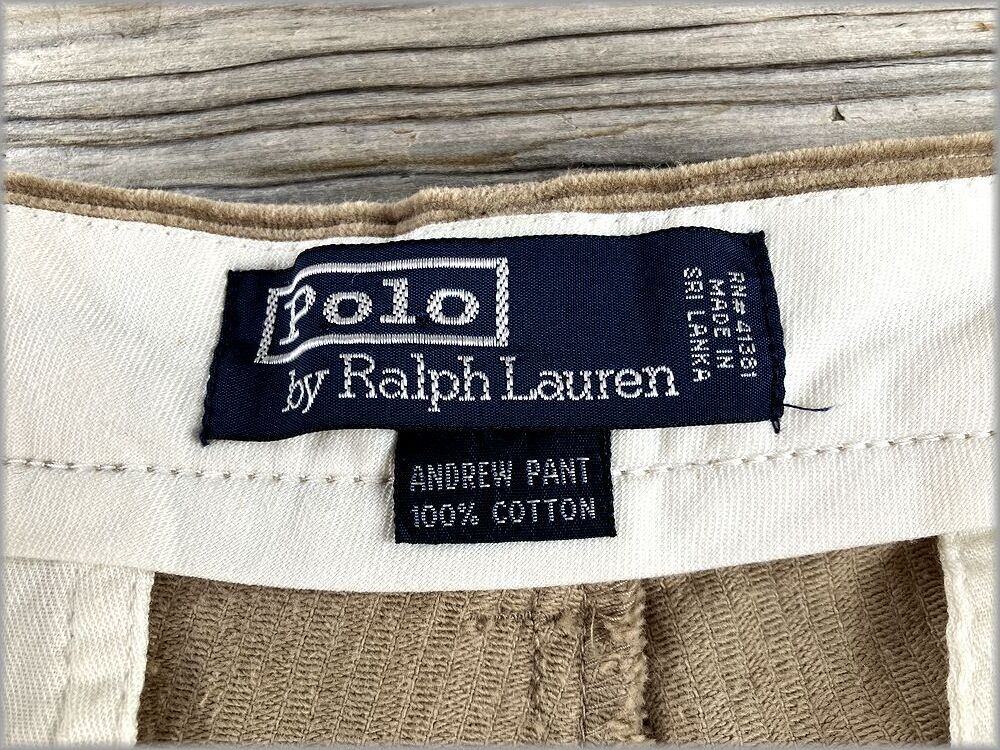 Polo
by Ralph Lauren
RN# 41381
MADE IN
SRI LANKA
ANDREW PANT
100% COTTON